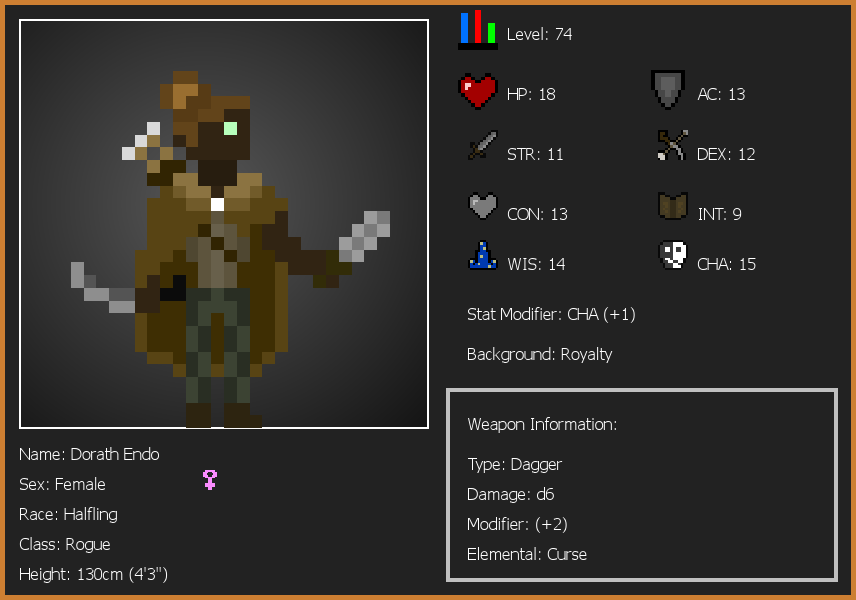 Level: 74
HP: 18
AC: 13
STR: 11
DEX: 12
CON: 13
INT: 9
WIS: 14
CHA: 15
Stat Modifier: CHA (+1)
Background: Royalty
Weapon Information:
Type: Dagger
Damage: d6
Modifier: (+2)
Elemental: Curse
Name: Dorath Endo
Sex: Female
Race: Halfling
Class: Rogue
Height: 130cm (4'3")